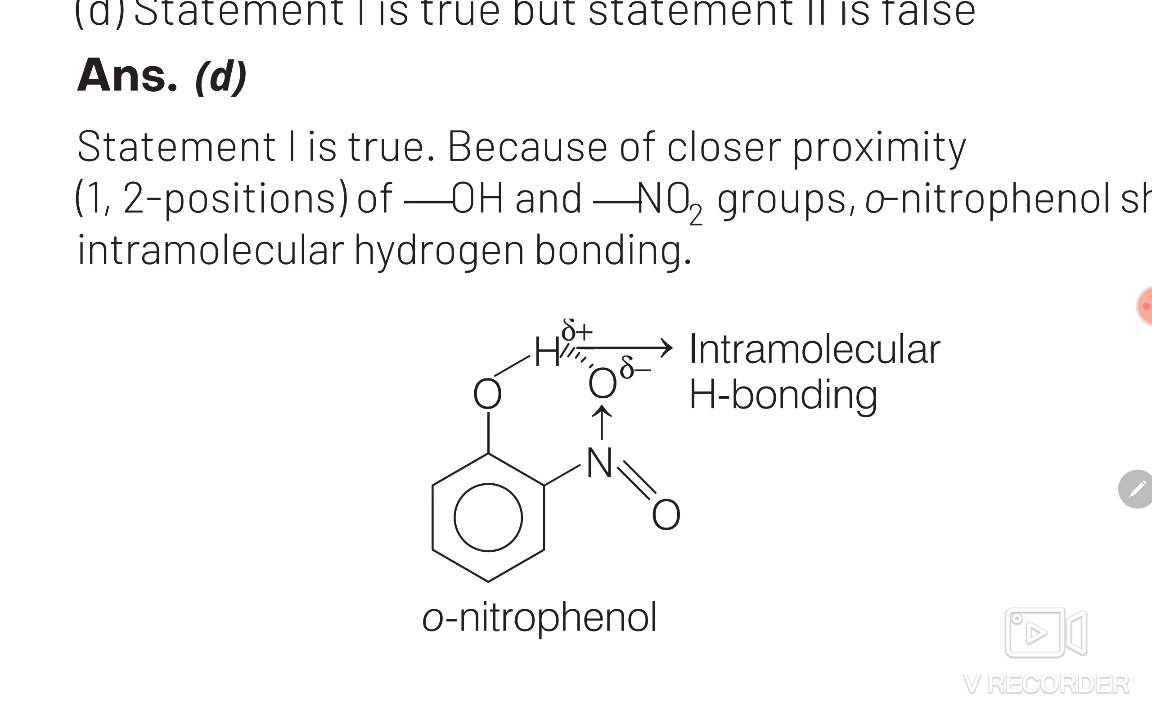 (d) Statement I is true but statement II is false
Ans. (d)
Statement I is true. Because of closer proximity
(1, 2-positions) of —OH and —NO₂ groups, o-nitrophenol
intramolecular hydrogen bonding.
H δ+ → Intramolecular
O δ– H-bonding
O
N
O
o-nitrophenol
V RECORDER